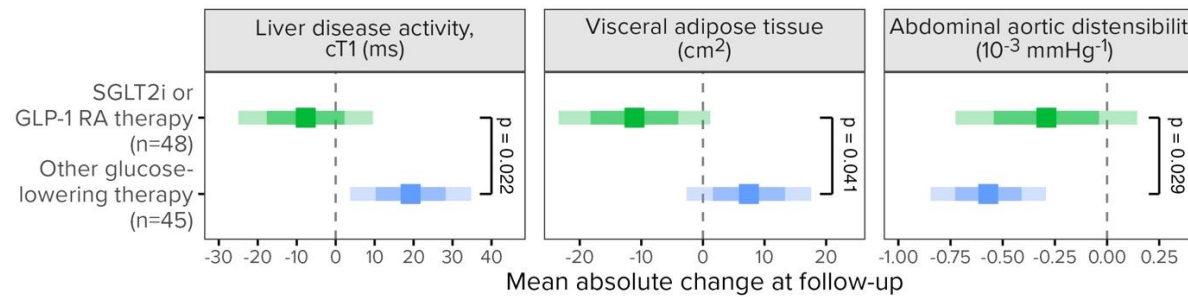 Liver disease activity,
cT1 (ms)
Visceral adipose tissue
(cm²)
Abdominal aortic distensibilit
(10⁻³ mmHg⁻¹)
SGLT2i or
GLP-1 RA therapy
(n=48)
Other glucose-
lowering therapy
(n=45)
p = 0.022
p = 0.041
p = 0.029
-30 -20 -10 0 10 20 30 40
-20 -10 0 10 20
-1.00 -0.75 -0.50 -0.25 0.00 0.25
Mean absolute change at follow-up